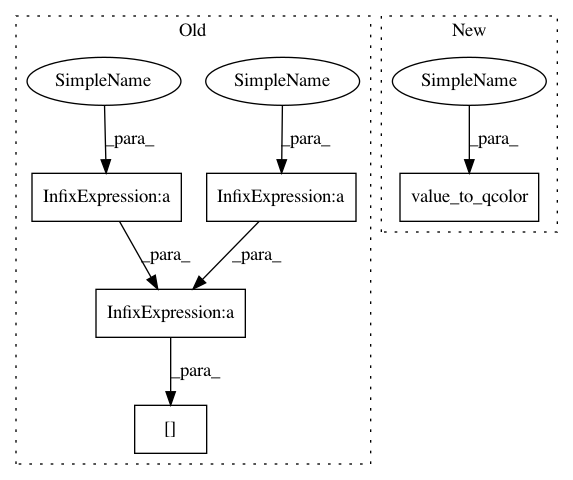 Old
New
SimpleName
SimpleName
SimpleName
_para_
_para_
_para_
InfixExpression:a
InfixExpression:a
value_to_qcolor
_para_
_para_
InfixExpression:a
_para_
[]